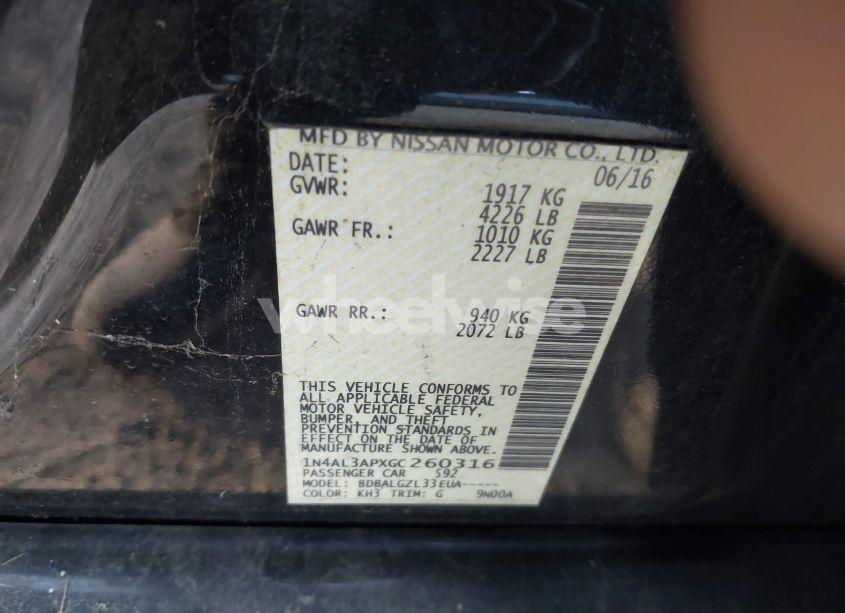 MFD BY NISSAN MOTOR CO., LTD.
DATE: 06/16
GVWR: 1917 KG
4226 LB
GAWR FR.: 1010 KG
2227 LB
GAWR RR.: 940 KG
2072 LB
wheelwise
THIS VEHICLE CONFORMS TO
ALL APPLICABLE FEDERAL
MOTOR VEHICLE SAFETY,
BUMPER, AND THEFT
PREVENTION STANDARDS IN
EFFECT ON THE DATE OF
MANUFACTURE SHOWN ABOVE.
1N4AL3APXGC260316
PASSENGER CAR 592
MODEL: BDBALGZL33EUA-----
COLOR: KH3 TRIM: G 9N00A